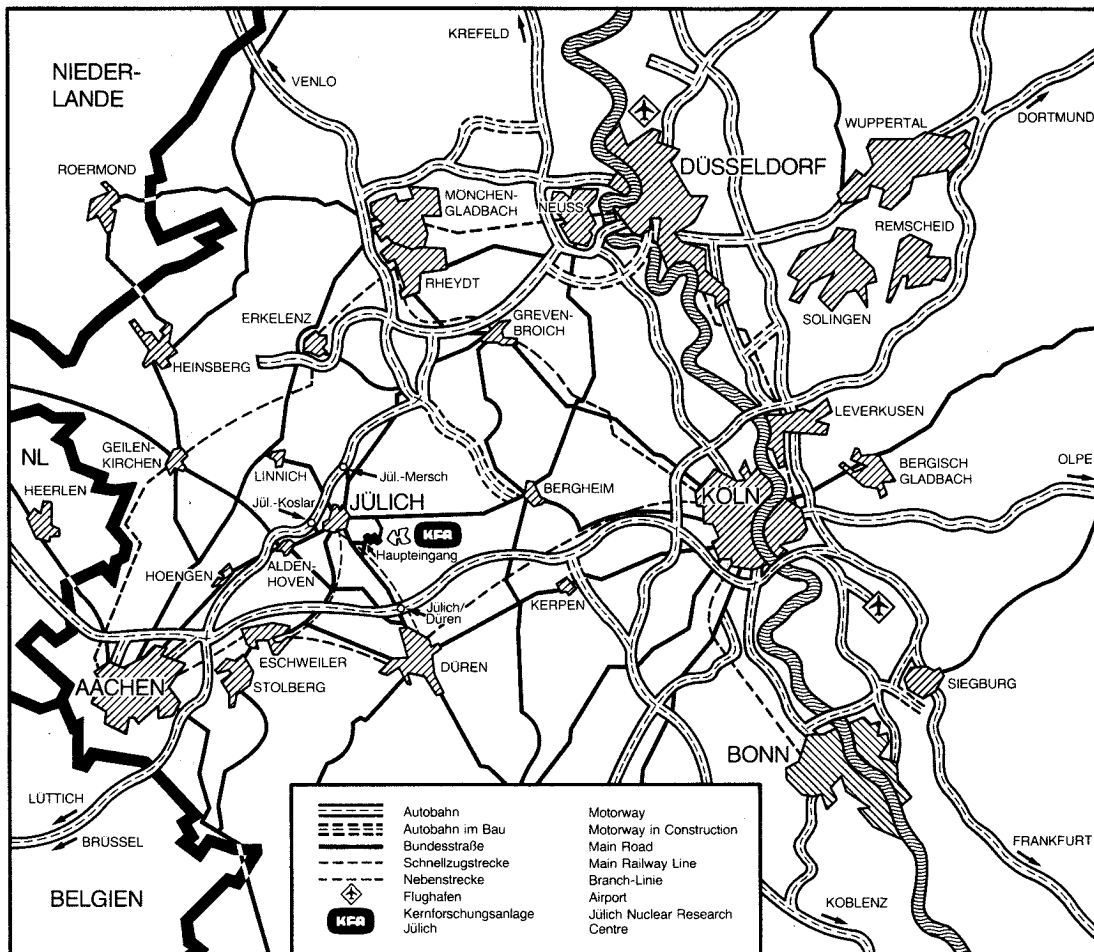 KREFELD
NIEDER-
LANDE
VENLO
DORTMUND
WUPPERTAL
DÜSSELDORF
ROERMOND
MÖNCHEN-
GLADBACH
NEUSS
REMSCHEID
RHEYDT
SOLINGEN
ERKELENZ
GREVEN-
BROICH
HEINSBERG
LEVERKUSEN
GEILEN-
KIRCHEN
LINNICH
NL
HEERLEN
Jül.-Mersch
BERGISCH
GLADBACH
OLPE
JÜLICH
BERGHEIM
KÖLN
Jül.-Koslar
KFA
Haupteingang
HOENGEN
ALDEN-
HOVEN
Jülich/
Düren
KERPEN
ESCHWEILER
DÜREN
AACHEN
STOLBERG
SIEGBURG
BONN
LÜTTICH
BRÜSSEL
FRANKFURT
BELGIEN
KOBLENZ
Autobahn Motorway
Autobahn im Bau Motorway in Construction
Bundesstraße Main Road
Schnellzugstrecke Main Railway Line
Nebenstrecke Branch-Linie
Flughafen Airport
KFA Kernforschungsanlage Jülich Nuclear Research
Jülich Centre